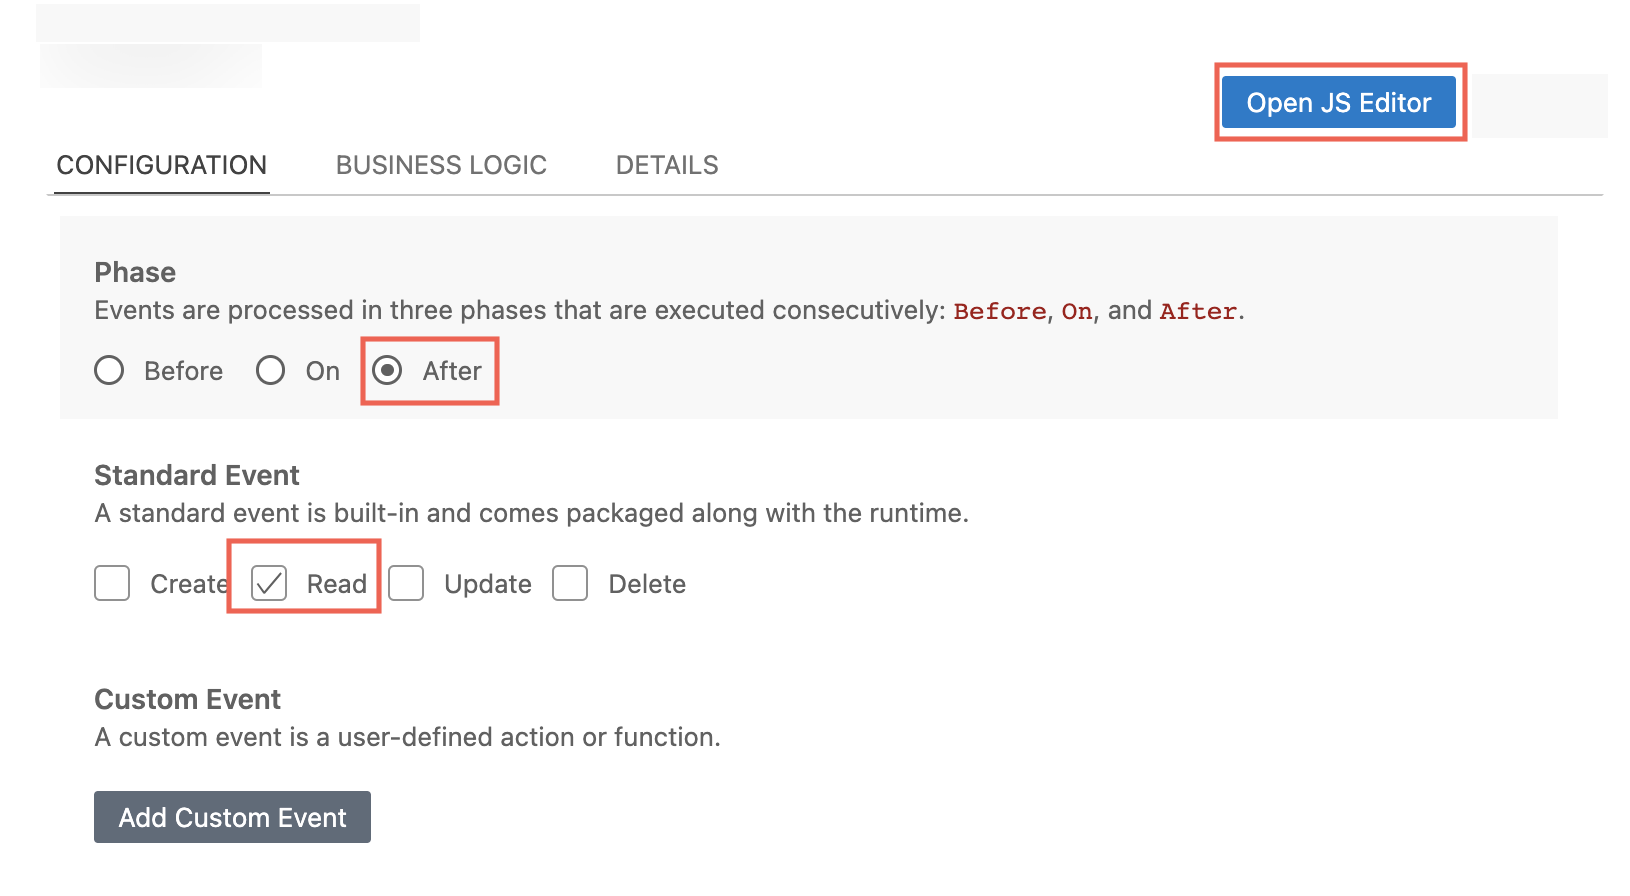 Open JS Editor
CONFIGURATION BUSINESS LOGIC DETAILS
Phase
Events are processed in three phases that are executed consecutively: Before, On, and After.
Before On After
Standard Event
A standard event is built-in and comes packaged along with the runtime.
Create Read Update Delete
Custom Event
A custom event is a user-defined action or function.
Add Custom Event